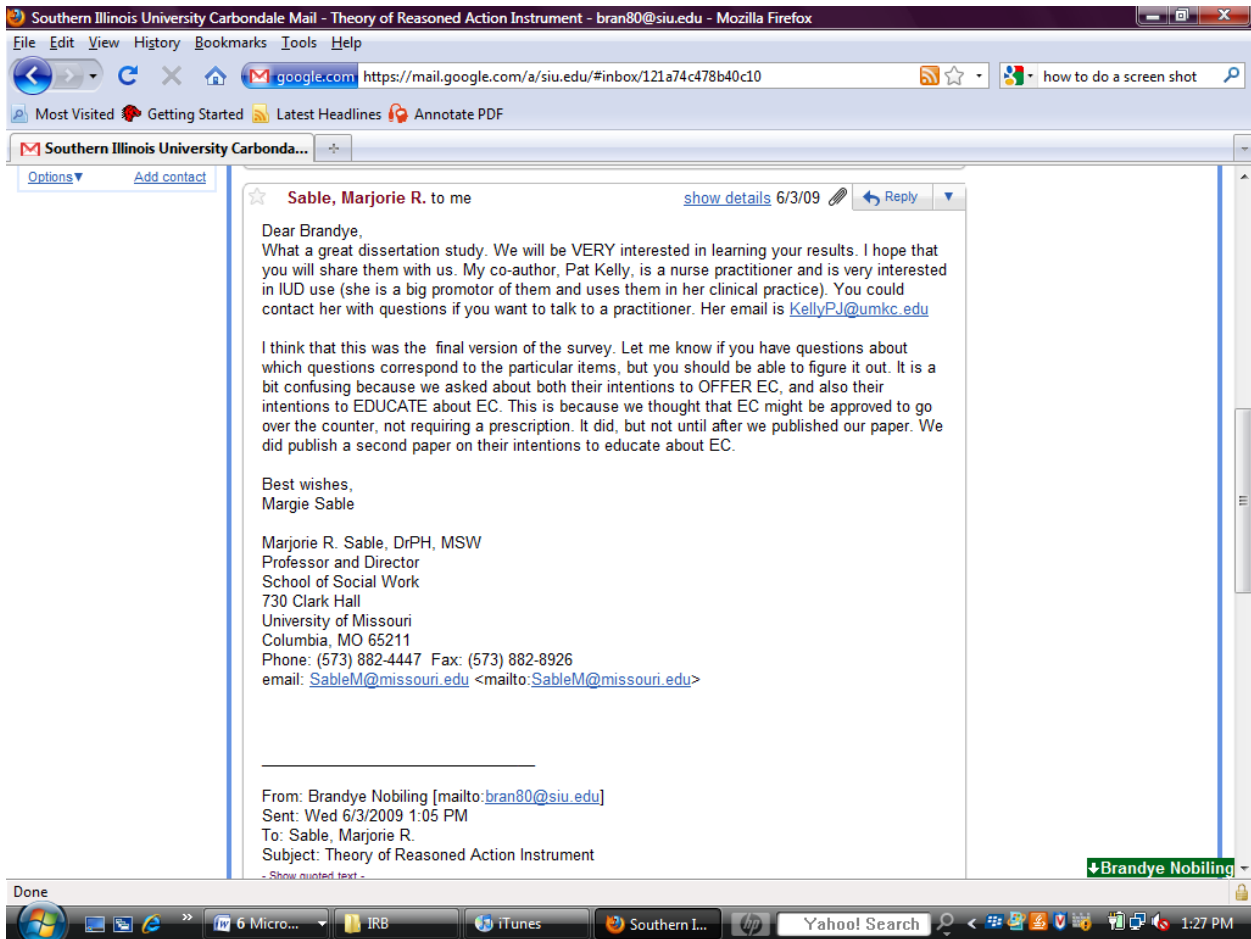 Southern Illinois University Carbondale Mail - Theory of Reasoned Action Instrument - bran80@siu.edu - Mozilla Firefox
File Edit View History Bookmarks Tools Help
google.com https://mail.google.com/a/siu.edu/#inbox/121a74c478b40c10 how to do a screen shot
Most Visited Getting Started Latest Headlines Annotate PDF
Southern Illinois University Carbonda...
Options Add contact
Sable, Marjorie R. to me show details 6/3/09 Reply
Dear Brandye,
What a great dissertation study. We will be VERY interested in learning your results. I hope that
you will share them with us. My co-author, Pat Kelly, is a nurse practitioner and is very interested
in IUD use (she is a big promotor of them and uses them in her clinical practice). You could
contact her with questions if you want to talk to a practitioner. Her email is KellyPJ@umkc.edu
I think that this was the final version of the survey. Let me know if you have questions about
which questions correspond to the particular items, but you should be able to figure it out. It is a
bit confusing because we asked about both their intentions to OFFER EC, and also their
intentions to EDUCATE about EC. This is because we thought that EC might be approved to go
over the counter, not requiring a prescription. It did, but not until after we published our paper. We
did publish a second paper on their intentions to educate about EC.
Best wishes,
Margie Sable
Marjorie R. Sable, DrPH, MSW
Professor and Director
School of Social Work
730 Clark Hall
University of Missouri
Columbia, MO 65211
Phone: (573) 882-4447 Fax: (573) 882-8926
email: SableM@missouri.edu <mailto:SableM@missouri.edu>
From: Brandye Nobiling [mailto:bran80@siu.edu]
Sent: Wed 6/3/2009 1:05 PM
To: Sable, Marjorie R.
Subject: Theory of Reasoned Action Instrument
- Show quoted text -
Brandye Nobiling
Done
6 Micro... IRB iTunes Southern I... hp Yahoo! Search 1:27 PM